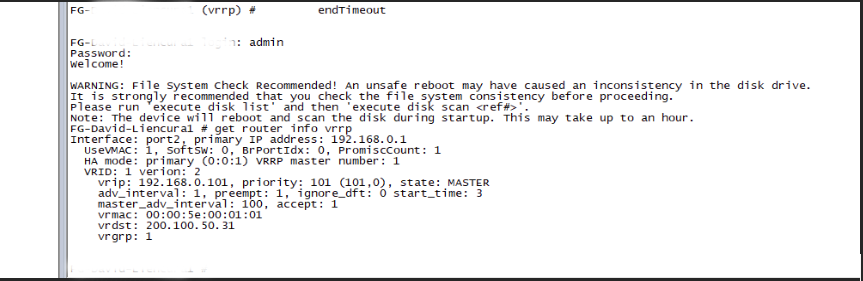 FG- (vrrp) # endTimeout
FG- : admin
Password:
Welcome!
WARNING: File System Check Recommended! An unsafe reboot may have caused an inconsistency in the disk drive.
It is strongly recommended that you check the file system consistency before proceeding.
Please run 'execute disk list' and then 'execute disk scan <ref#>'.
Note: The device will reboot and scan the disk during startup. This may take up to an hour.
FG-David-Liencura1 # get router info vrrp
Interface: port2, primary IP address: 192.168.0.1
UseVMAC: 1, SoftSW: 0, BrPortIdx: 0, PromiscCount: 1
HA mode: primary (0:0:1) VRRP master number: 1
VRID: 1 verion: 2
vrip: 192.168.0.101, priority: 101 (101,0), state: MASTER
adv_interval: 1, preempt: 1, ignore_dft: 0 start_time: 3
master_adv_interval: 100, accept: 1
vrmac: 00:00:5e:00:01:01
vrdst: 200.100.50.31
vrgrp: 1